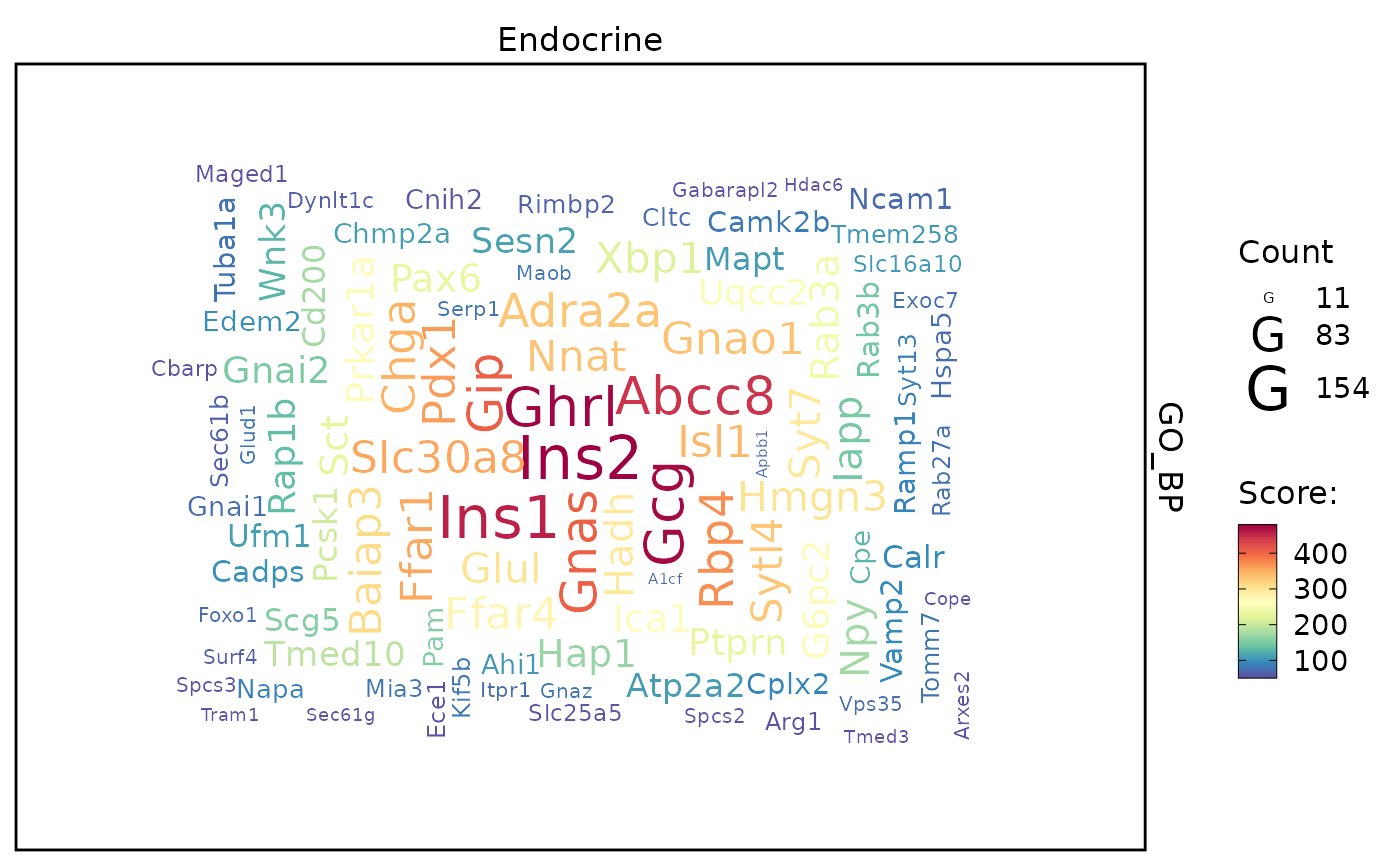 Endocrine
Maged1
Dynlt1c
Cnih2
Rimbp2
Gabarapl2
Hdac6
Ncam1
Tuba1a
Wnk3
Cltc
Camk2b
Chmp2a
Sesn2
Tmem258
Cd200
Prkar1a
Pax6
Maob
Xbp1
Mapt
Slc16a10
Rab3a
Rab3b
Exoc7
Edem2
Serp1
Adra2a
Uqcc2
Hspa5
Chga
Pdx1
Gnao1
Syt13
Cbarp
Gnai2
Gip
Nnat
Ghrl
Abcc8
Sec61b
Glud1
Rap1b
Sct
Slc30a8
Ins2
Isl1
Apbb1
Syt7
Iapp
Ramp1
Rab27a
Gnai1
Pcsk1
Baiap3
Ffar1
Ins1
Gnas
Hadh
Gcg
Rbp4
Hmgn3
Sytl4
Ufm1
Cadps
Glul
A1cf
G6pc2
Cpe
Calr
Foxo1
Scg5
Ffar4
Ica1
Npy
Vamp2
Cope
Surf4
Tmed10
Pam
Ahi1
Hap1
Ptprn
Tomm7
Spcs3
Napa
Mia3
Ece1
Kif5b
Itpr1
Gnaz
Atp2a2
Cplx2
Vps35
Arxes2
Tram1
Sec61g
Slc25a5
Spcs2
Arg1
Tmed3
GO_BP
Count
G 11
G 83
G 154
Score:
400
300
200
100